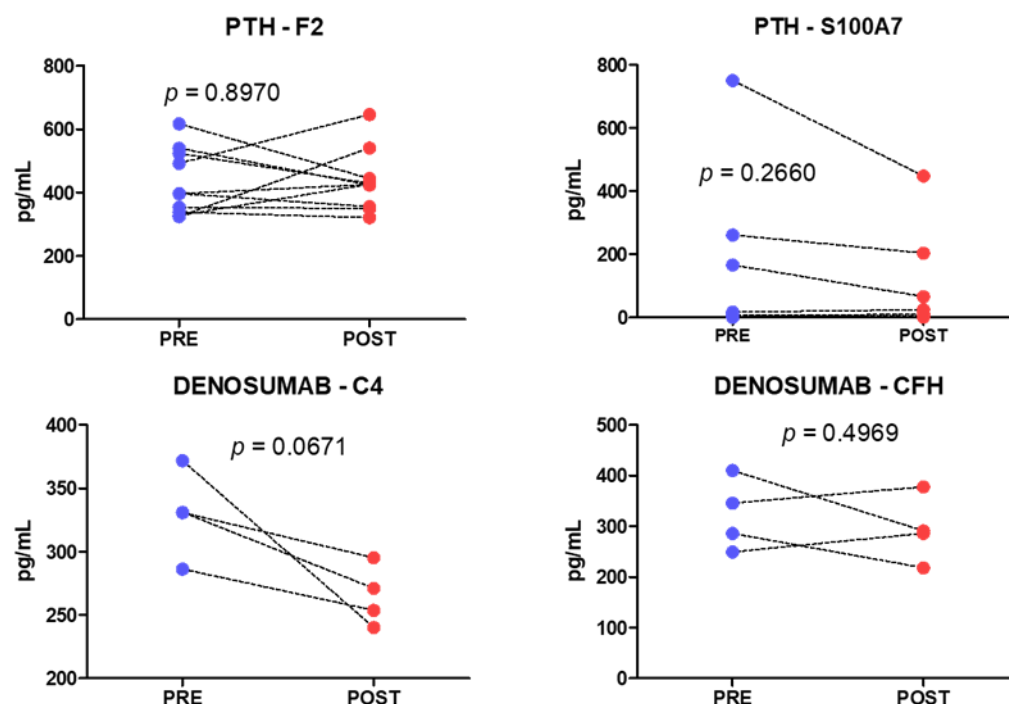 PTH - F2
800
600
400
200
0
pg/mL
p = 0.8970
PRE
POST
PTH - S100A7
800
600
400
200
0
pg/mL
p = 0.2660
PRE
POST
DENOSUMAB - C4
400
350
300
250
200
pg/mL
p = 0.0671
PRE
POST
DENOSUMAB - CFH
500
400
300
200
100
0
pg/mL
p = 0.4969
PRE
POST